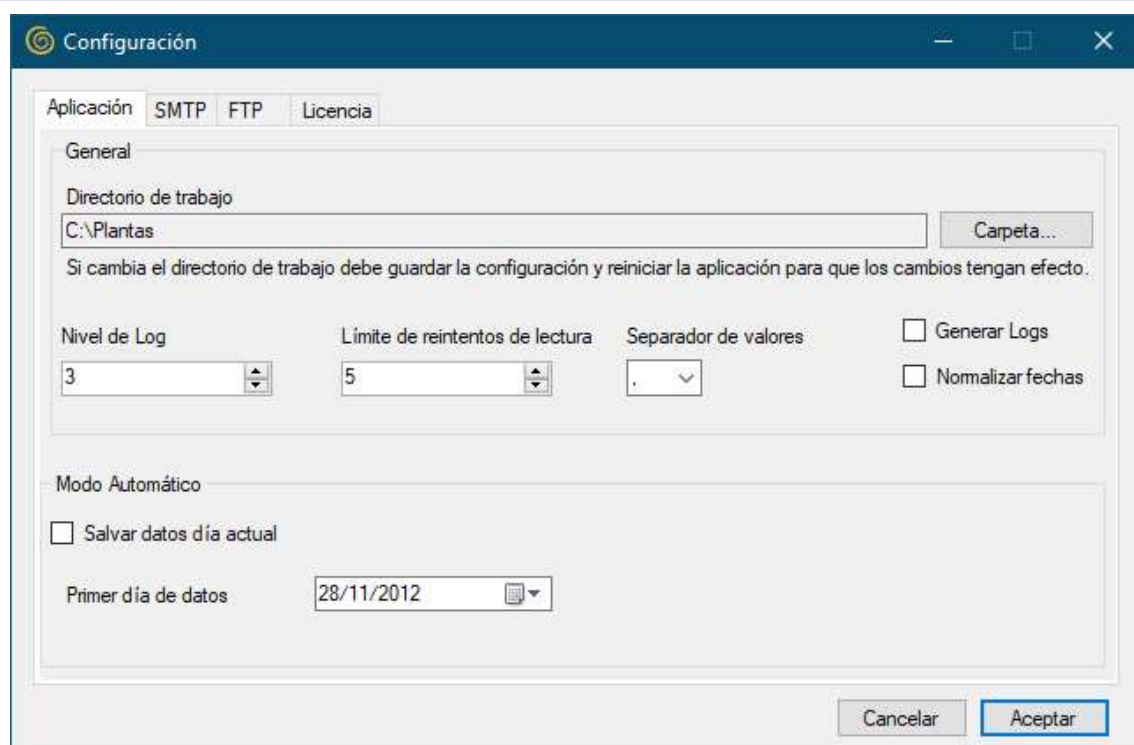 Configuración
Aplicación SMTP FTP Licencia
General
Directorio de trabajo
C:\Plantas Carpeta...
Si cambia el directorio de trabajo debe guardar la configuración y reiniciar la aplicación para que los cambios tengan efecto.
Nivel de Log Límite de reintentos de lectura Separador de valores Generar Logs
3 5 . Normalizar fechas
Modo Automático
Salvar datos día actual
Primer día de datos 28/11/2012
Cancelar Aceptar